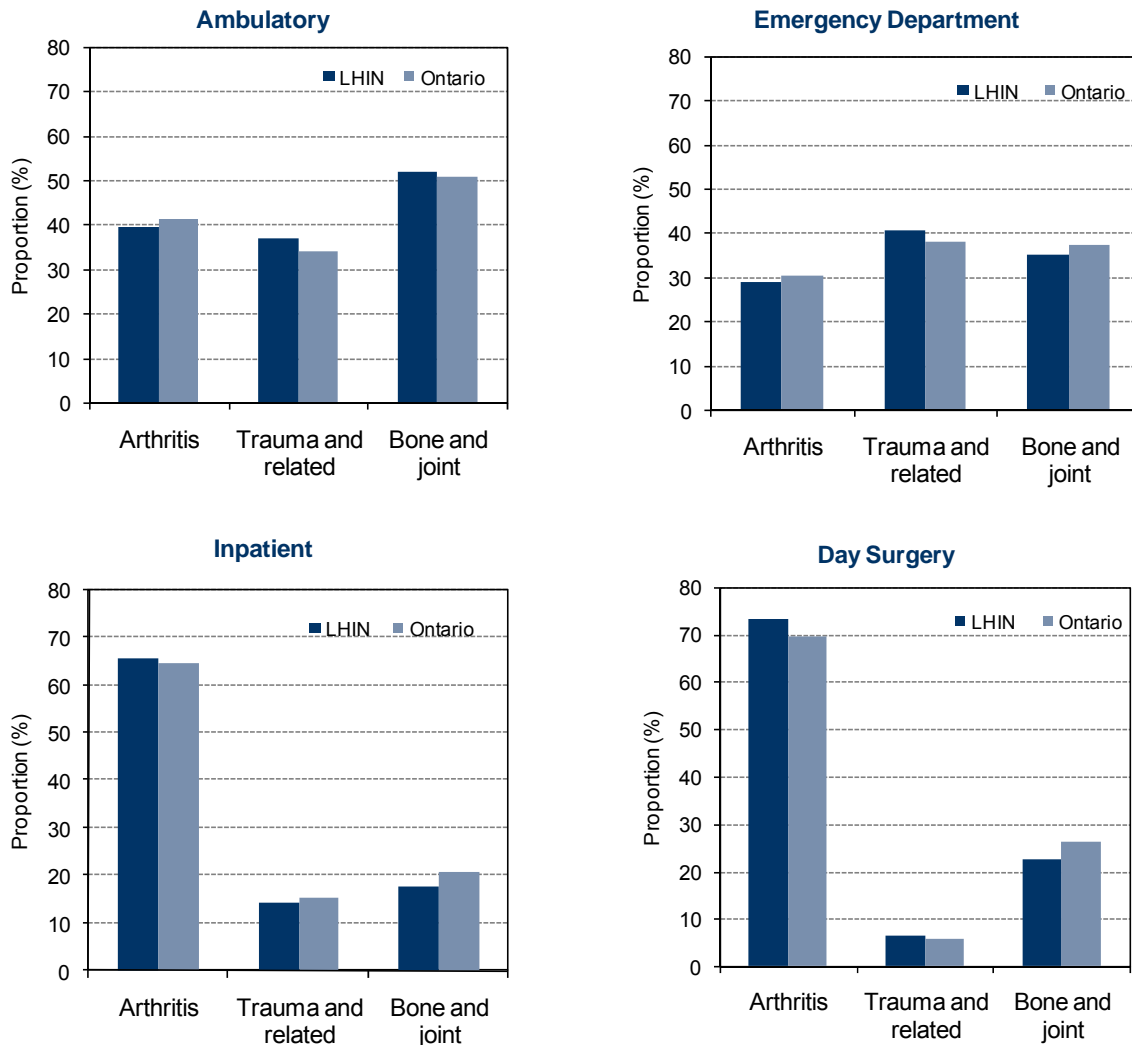 Ambulatory
80
70
60
50
40
30
20
10
0
Proportion (%)
LHIN Ontario
Arthritis
Trauma and
related
Bone and
joint
Emergency Department
80
70
60
50
40
30
20
10
0
Proportion (%)
LHIN Ontario
Arthritis
Trauma and
related
Bone and
joint
Inpatient
80
70
60
50
40
30
20
10
0
Proportion (%)
LHIN Ontario
Arthritis
Trauma and
related
Bone and
joint
Day Surgery
80
70
60
50
40
30
20
10
0
Proportion (%)
LHIN Ontario
Arthritis
Trauma and
related
Bone and
joint